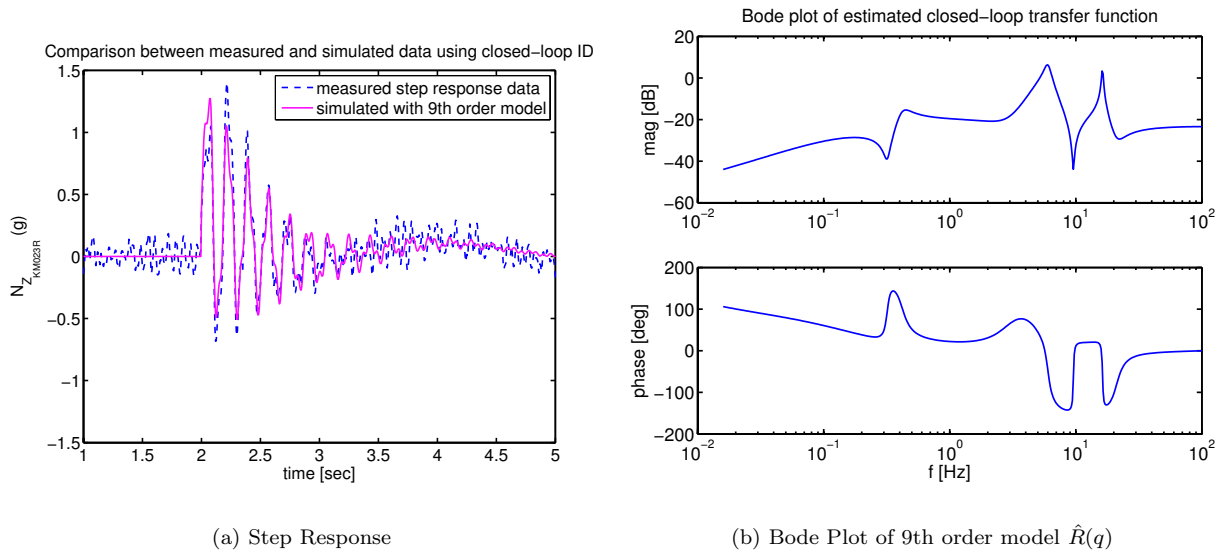 Comparison between measured and simulated data using closed−loop ID
1.5
1
0.5
0
−0.5
−1
−1.5
N_Z_KM023R (g)
measured step response data
simulated with 9th order model
1 1.5 2 2.5 3 3.5 4 4.5 5
time [sec]
(a) Step Response
Bode plot of estimated closed−loop transfer function
20
0
−20
−40
−60
mag [dB]
10^−2 10^−1 10^0 10^1 10^2
200
100
0
−100
−200
phase [deg]
10^−2 10^−1 10^0 10^1 10^2
f [Hz]
(b) Bode Plot of 9th order model R̂(q)